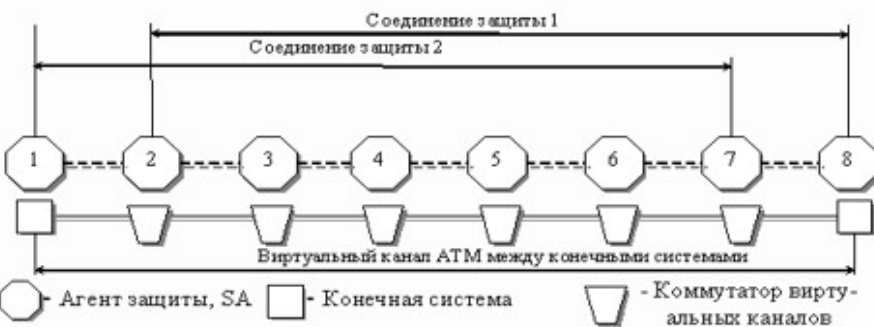 Соединение защиты 1
Соединение защиты 2
1 2 3 4 5 6 7 8
Виртуальный канал АТМ между конечными системами
- Агент защиты, SA
- Конечная система
- Коммутатор вирту-
альных каналов